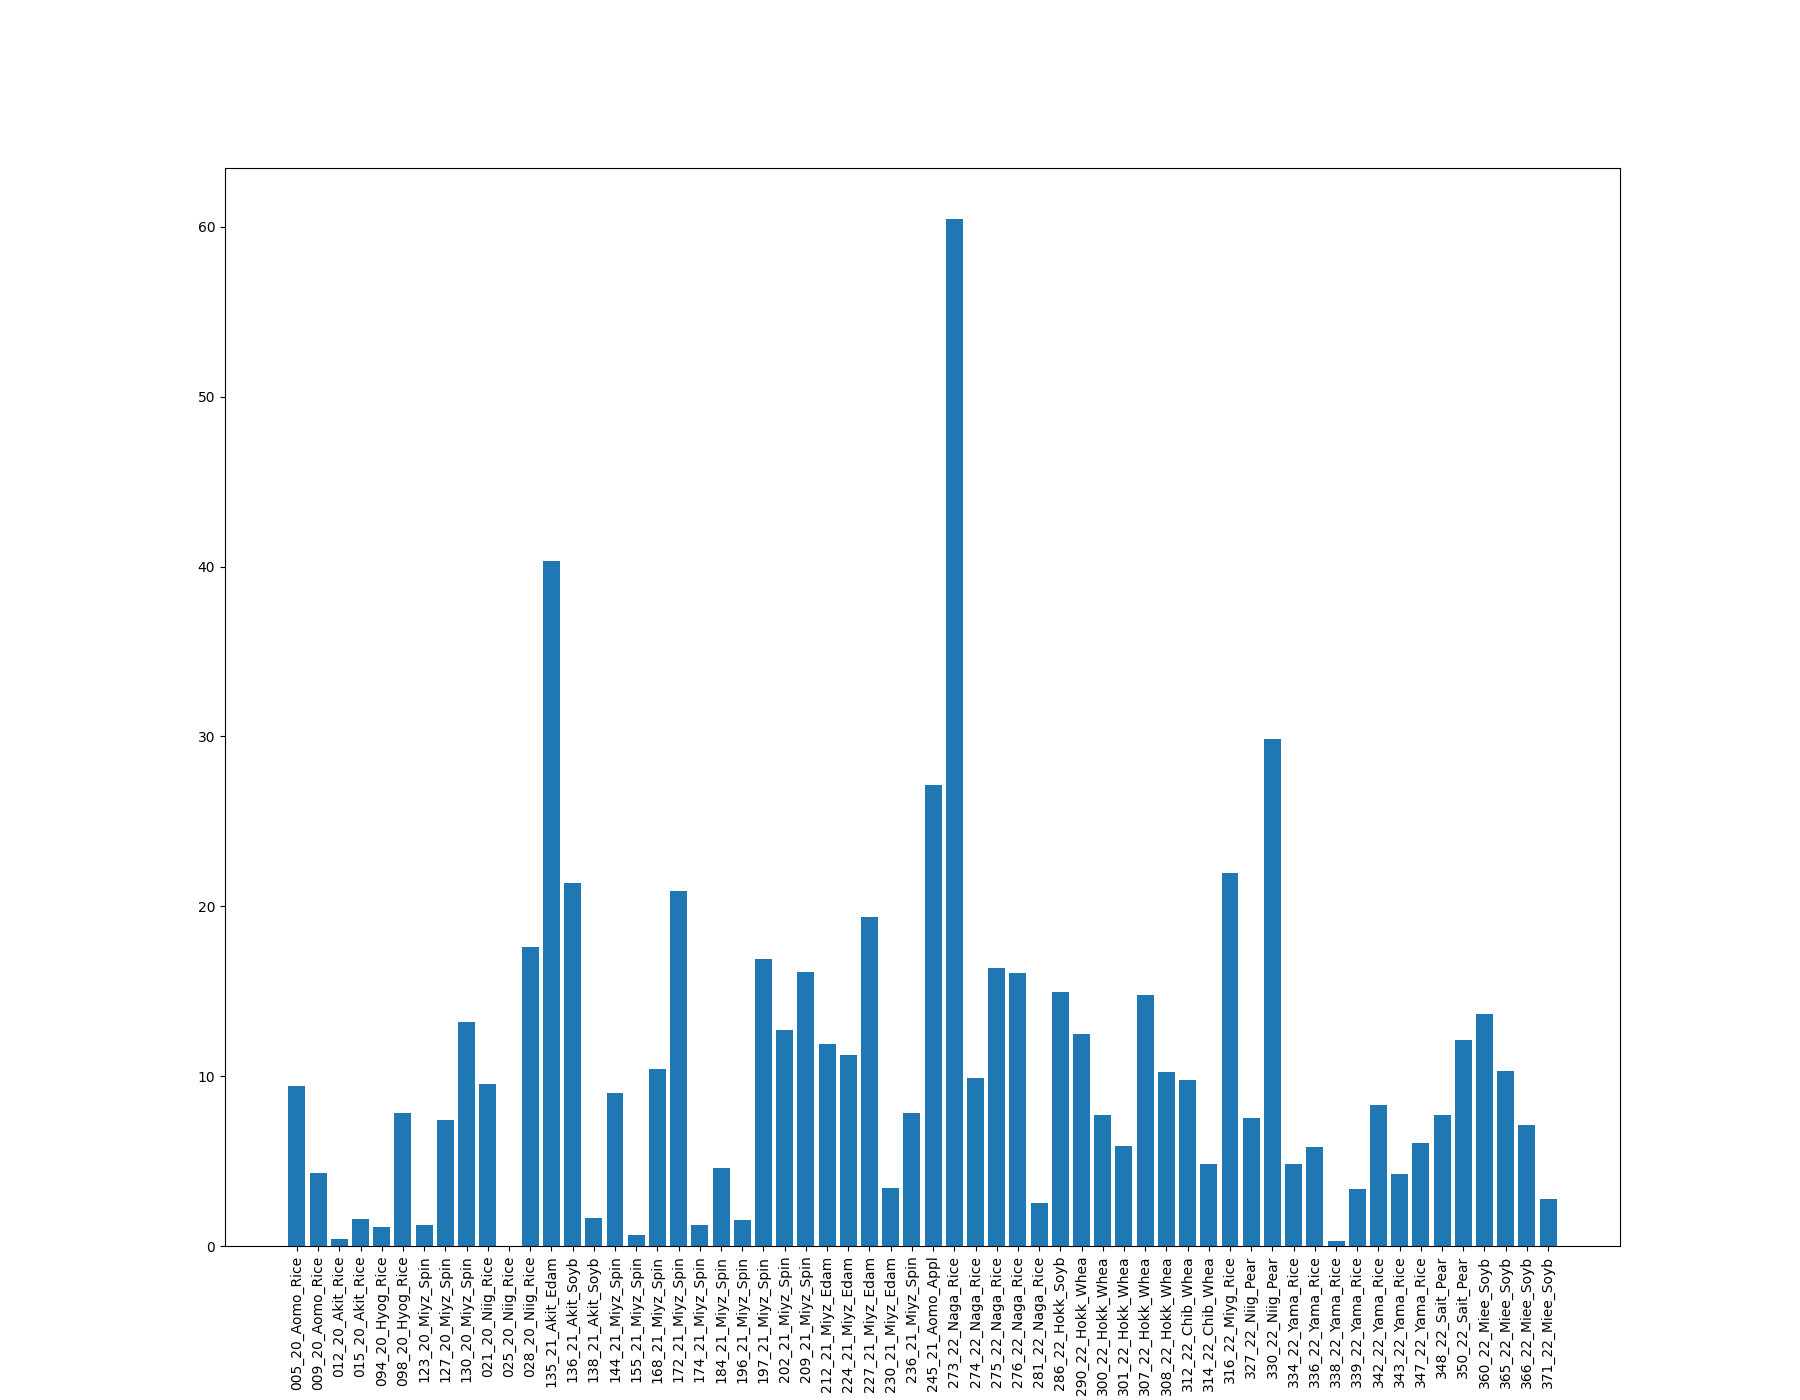 60
50
40
30
20
10
0
005_20_Aomo_Rice
009_20_Aomo_Rice
012_20_Akit_Rice
015_20_Akit_Rice
094_20_Hyog_Rice
098_20_Hyog_Rice
123_20_Miyz_Spin
127_20_Miyz_Spin
130_20_Miyz_Spin
021_20_Niig_Rice
025_20_Niig_Rice
028_20_Niig_Rice
135_21_Akit_Edam
136_21_Akit_Soyb
138_21_Akit_Soyb
144_21_Miyz_Spin
155_21_Miyz_Spin
168_21_Miyz_Spin
172_21_Miyz_Spin
174_21_Miyz_Spin
184_21_Miyz_Spin
196_21_Miyz_Spin
197_21_Miyz_Spin
202_21_Miyz_Spin
209_21_Miyz_Spin
212_21_Miyz_Edam
224_21_Miyz_Edam
227_21_Miyz_Edam
230_21_Miyz_Edam
236_21_Miyz_Spin
245_21_Aomo_Appl
273_22_Naga_Rice
274_22_Naga_Rice
275_22_Naga_Rice
276_22_Naga_Rice
281_22_Naga_Rice
286_22_Hokk_Soyb
290_22_Hokk_Whea
300_22_Hokk_Whea
301_22_Hokk_Whea
307_22_Hokk_Whea
308_22_Hokk_Whea
312_22_Chib_Whea
314_22_Chib_Whea
316_22_Miyg_Rice
327_22_Niig_Pear
330_22_Niig_Pear
334_22_Yama_Rice
336_22_Yama_Rice
338_22_Yama_Rice
339_22_Yama_Rice
342_22_Yama_Rice
343_22_Yama_Rice
347_22_Yama_Rice
348_22_Sait_Pear
350_22_Sait_Pear
360_22_Miee_Soyb
365_22_Miee_Soyb
366_22_Miee_Soyb
371_22_Miee_Soyb